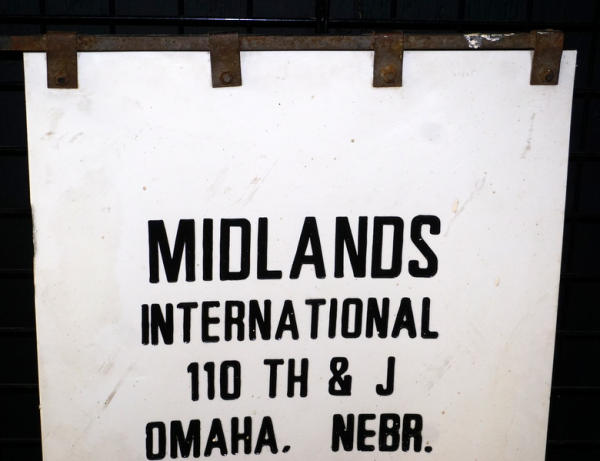 MIDLANDS
INTERNATIONAL
110 TH & J
OMAHA. NEBR.